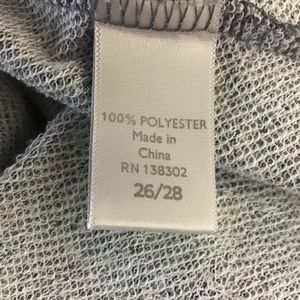 100% POLYESTER
Made in
China
RN 138302
26/28